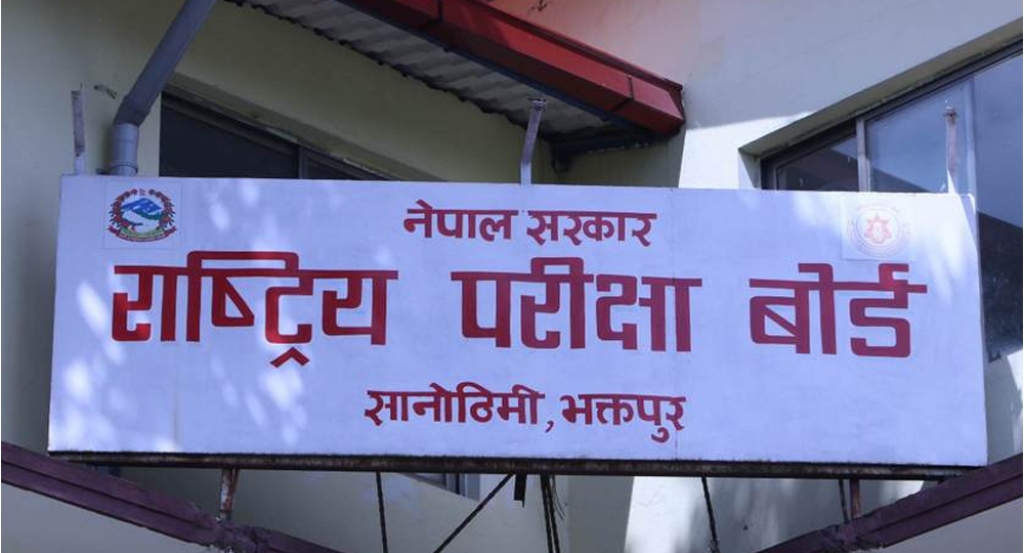 नेपाल सरकार
राष्ट्रिय परीक्षा बोर्ड
सानोठिमी, भक्तपुर